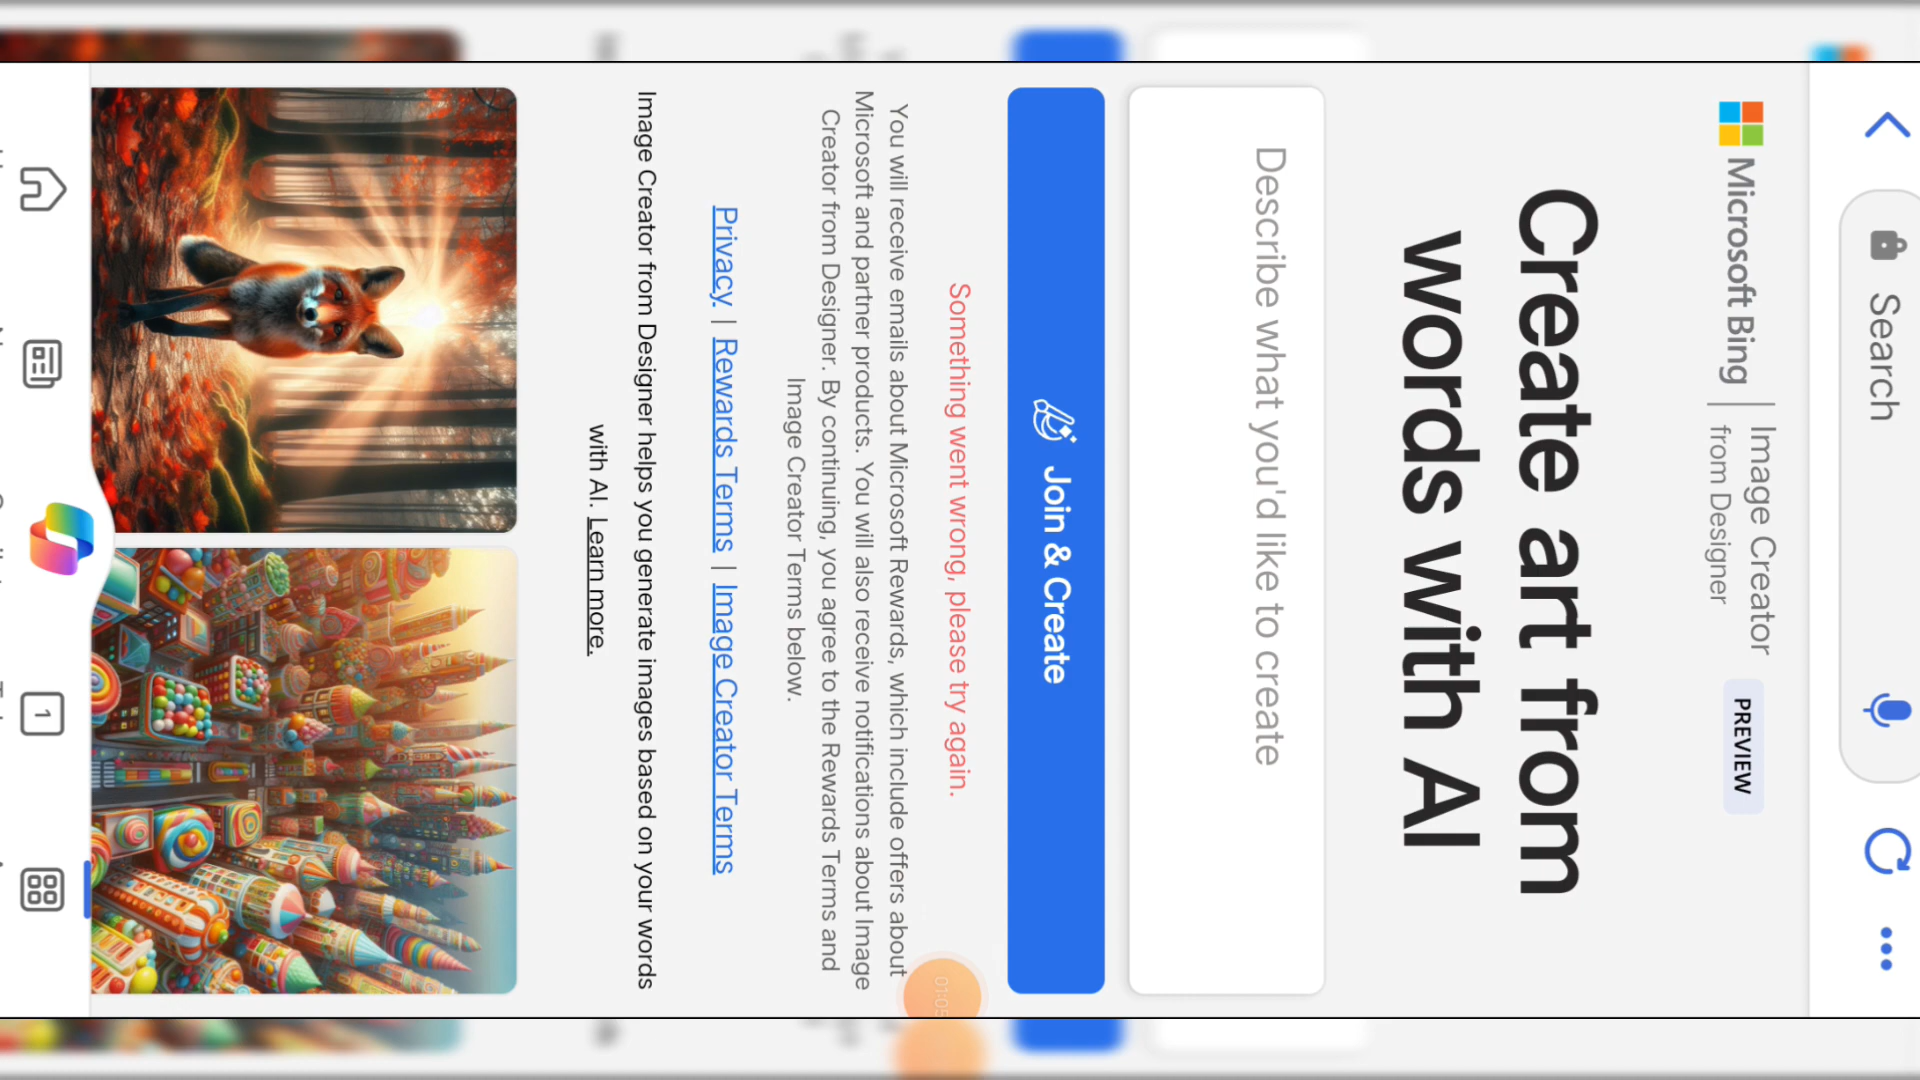 Search
Microsoft Bing
Image Creator
from Designer
PREVIEW
Create art from
words with AI
Describe what you'd like to create
Join & Create
Something went wrong, please try again.
You will receive emails about Microsoft Rewards, which include offers about
Microsoft and partner products. You will also receive notifications about Image
Creator from Designer. By continuing, you agree to the Rewards Terms and
Image Creator Terms below.
Privacy | Rewards Terms | Image Creator Terms
Image Creator from Designer helps you generate images based on your words
with AI. Learn more.
01:05
1